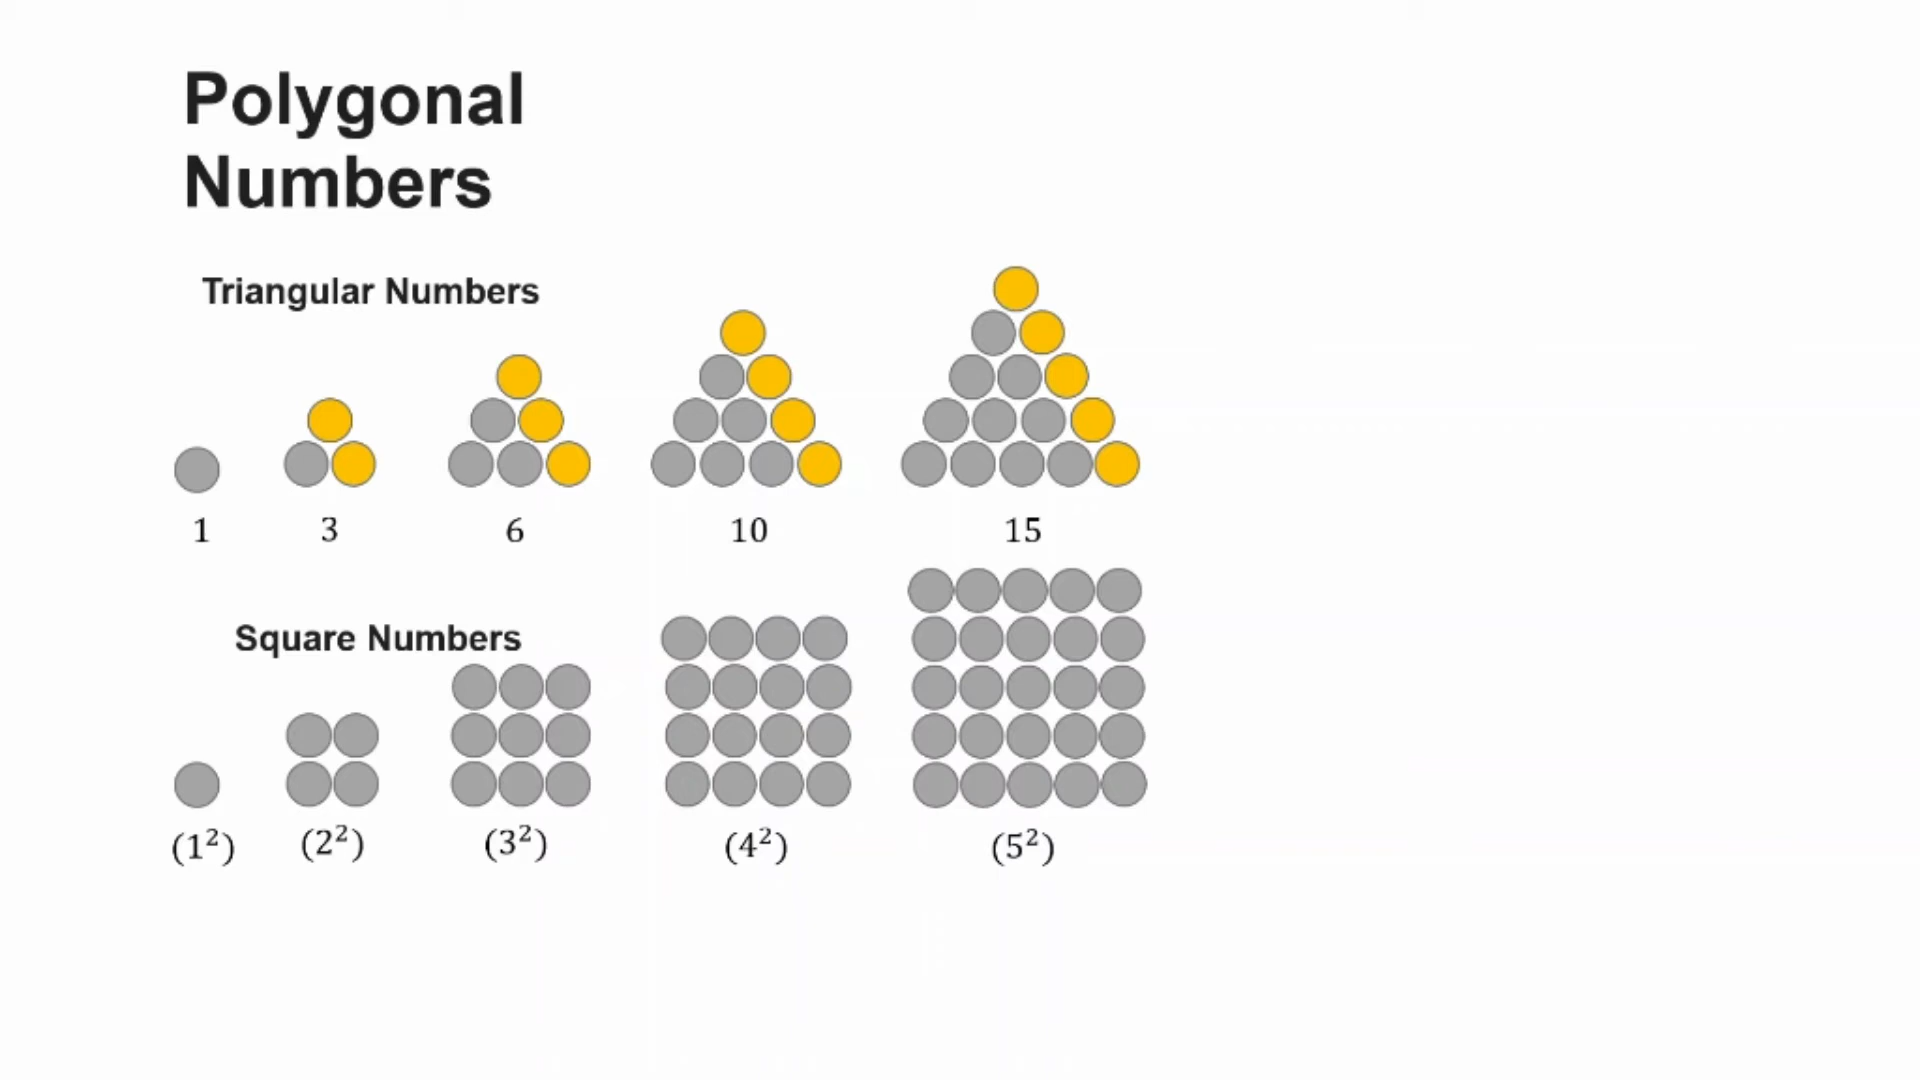 Polygonal
Numbers
Triangular Numbers
1 3 6 10 15
Square Numbers
(1²) (2²) (3²) (4²) (5²)